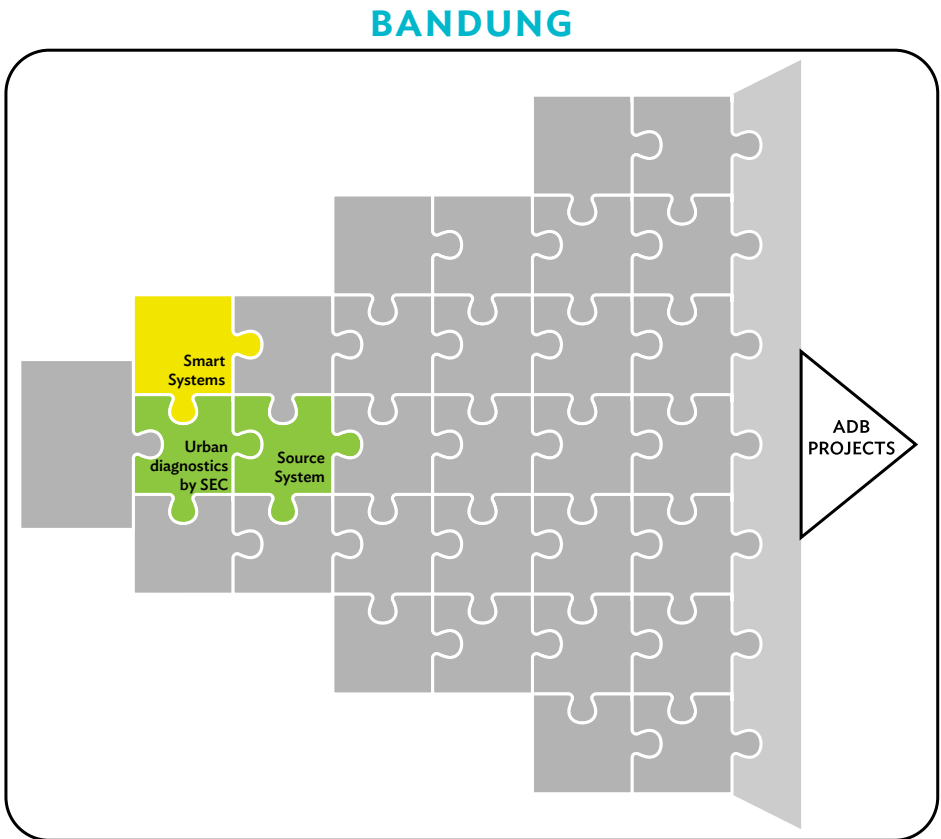 BANDUNG
Smart
Systems
Urban
diagnostics
by SEC
Source
System
ADB
PROJECTS